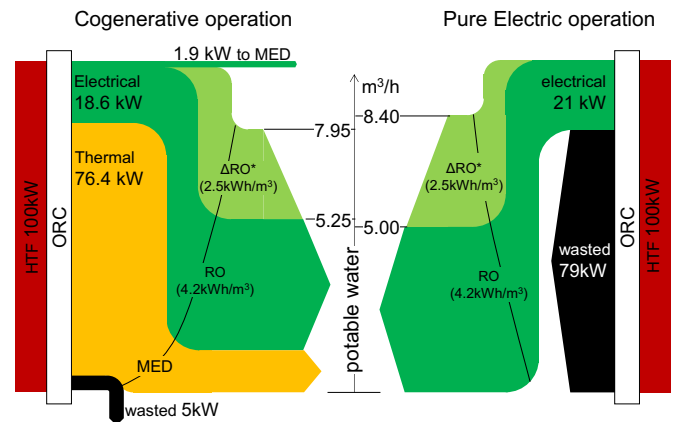 Cogenerative operation
Pure Electric operation
1.9 kW to MED
Electrical
18.6 kW
Thermal
76.4 kW
HTF 100kW
ORC
ΔRO*
(2.5kWh/m³)
RO
(4.2kWh/m³)
MED
wasted 5kW
m³/h
8.40
7.95
5.25
5.00
potable water
electrical
21 kW
ΔRO*
(2.5kWh/m³)
RO
(4.2kWh/m³)
wasted
79kW
ORC
HTF 100kW